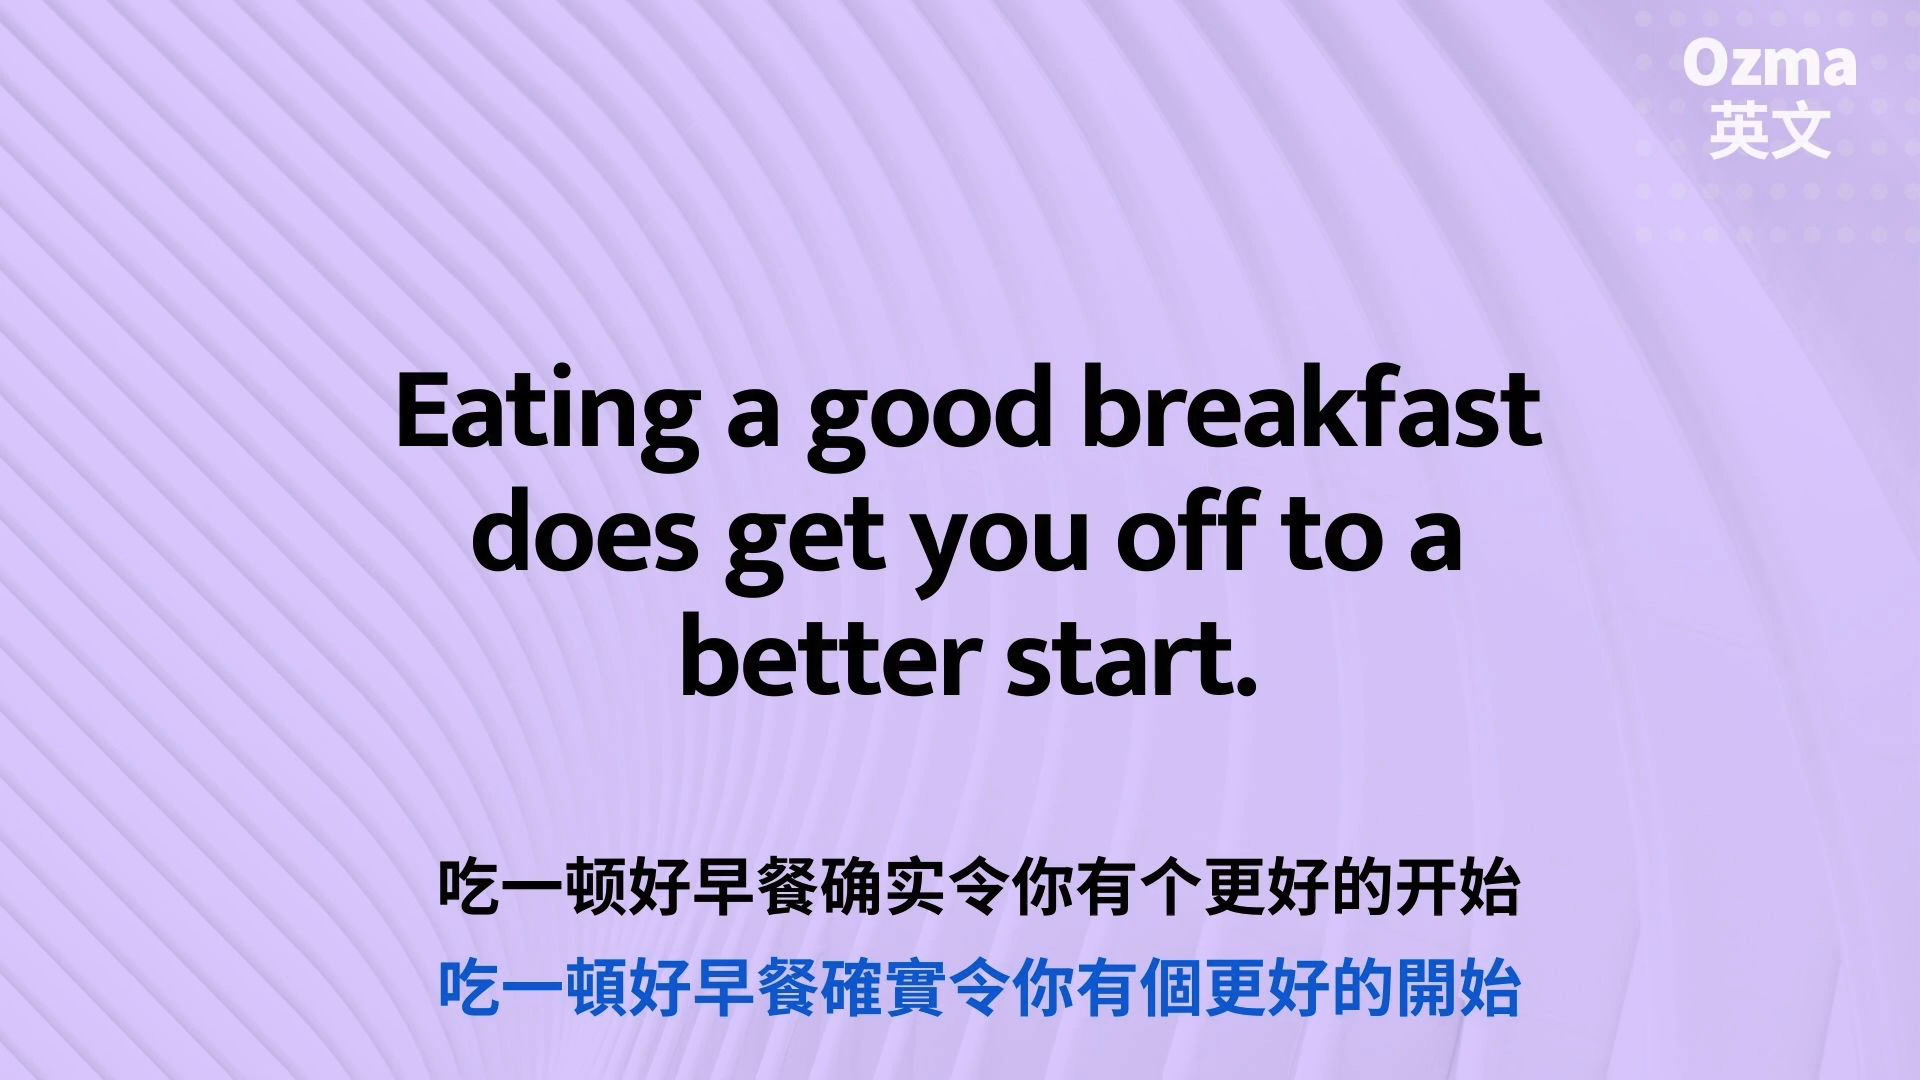 Ozma
英文
Eating a good breakfast
does get you off to a
better start.
吃一顿好早餐确实令你有个更好的开始
吃一頓好早餐確實令你有個更好的開始